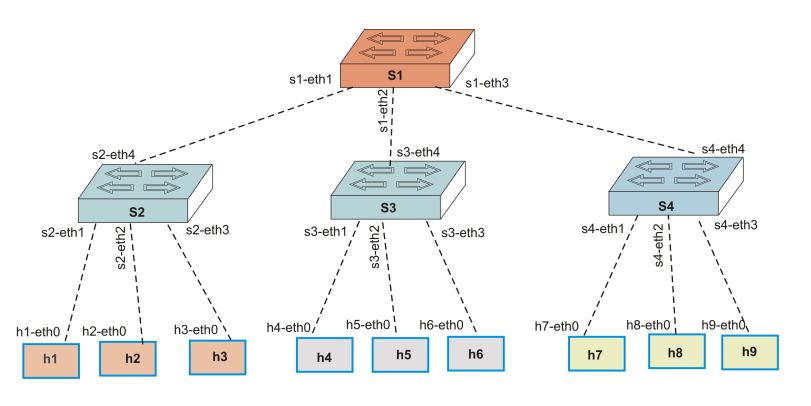 S1
s1-eth1
s1-eth2
s1-eth3
s2-eth4
s3-eth4
s4-eth4
S2
S3
S4
s2-eth1
s2-eth2
s2-eth3
s3-eth1
s3-eth2
s3-eth3
s4-eth1
s4-eth2
s4-eth3
h1-eth0
h2-eth0
h3-eth0
h4-eth0
h5-eth0
h6-eth0
h7-eth0
h8-eth0
h9-eth0
h1
h2
h3
h4
h5
h6
h7
h8
h9